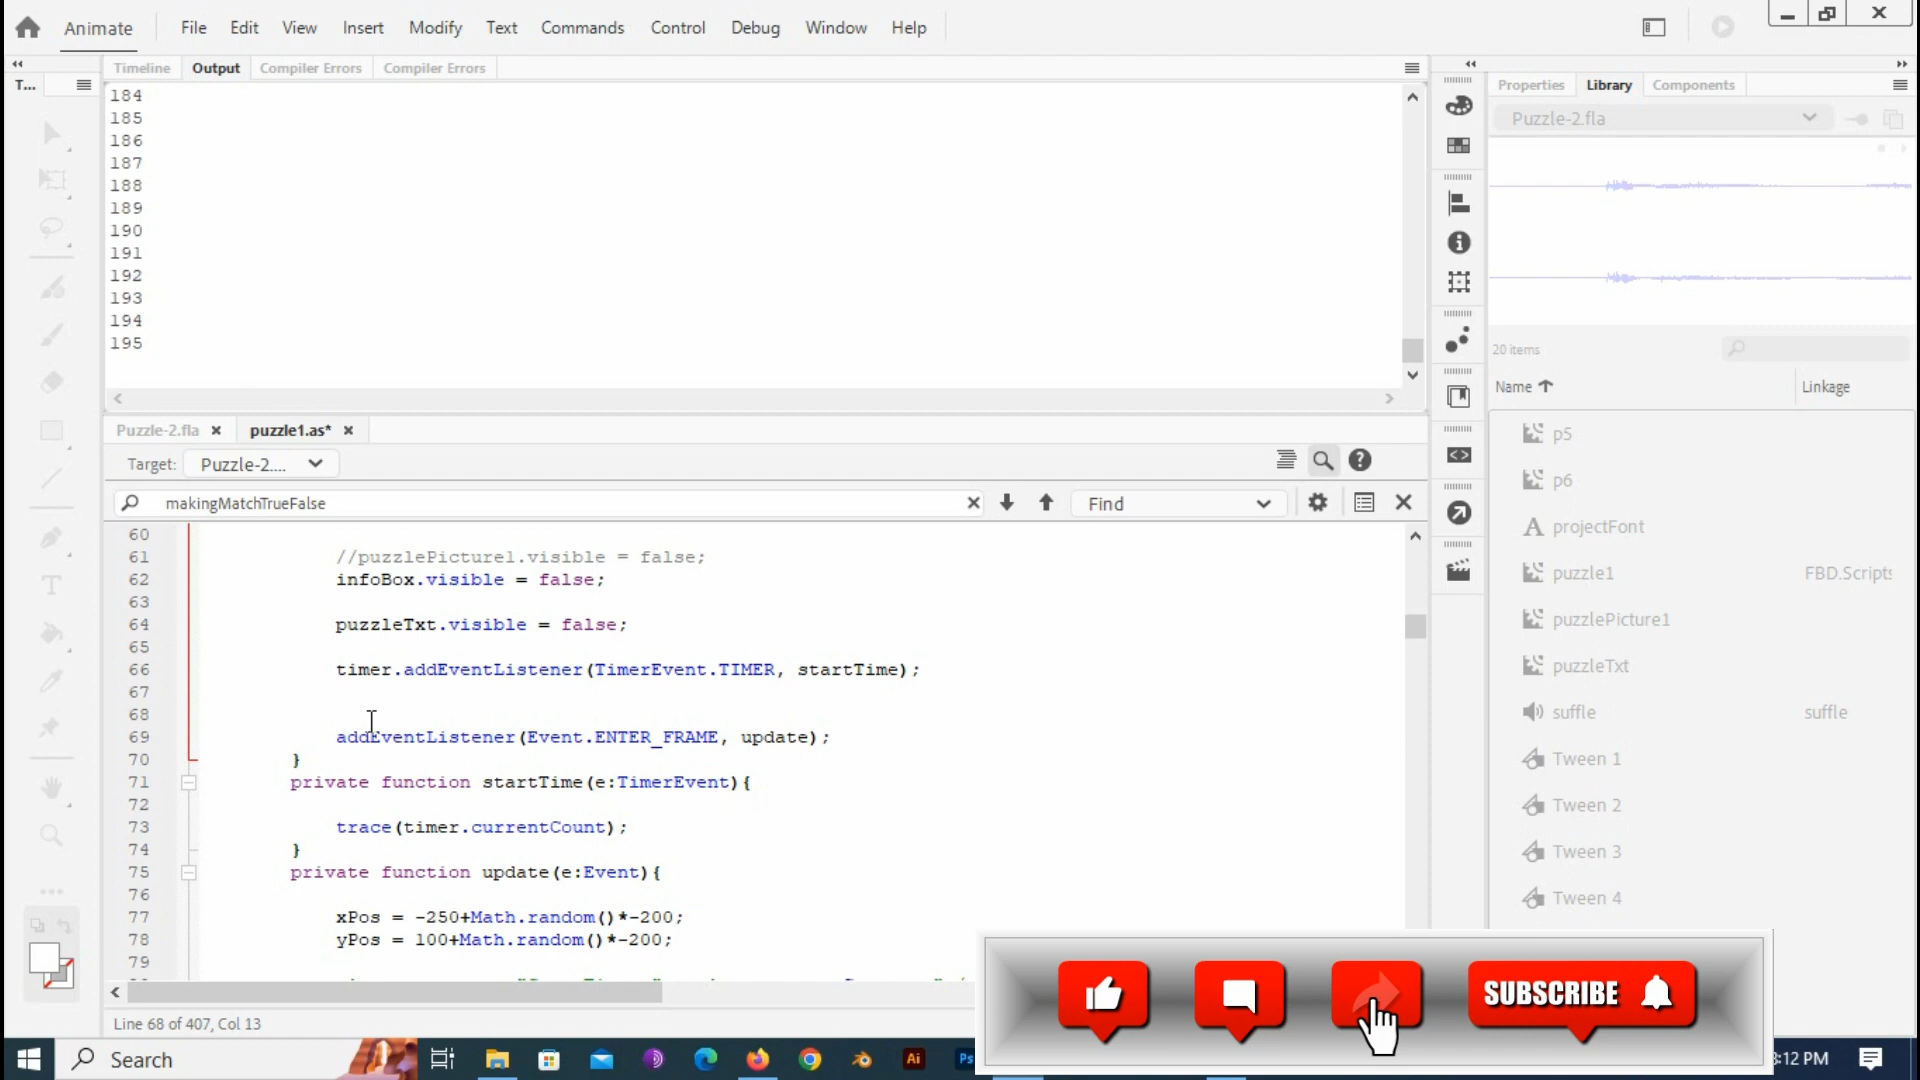 Animate File Edit View Insert Modify Text Commands Control Debug Window Help
T... Timeline Output Compiler Errors Compiler Errors
184
185
186
187
188
189
190
191
192
193
194
195
Puzzle-2.fla puzzle1.as*
Target: Puzzle-2....
makingMatchTrueFalse Find
60
61 //puzzlePicture1.visible = false;
62 infoBox.visible = false;
63
64 puzzleTxt.visible = false;
65
66 timer.addEventListener(TimerEvent.TIMER, startTime);
67
68
69 addEventListener(Event.ENTER_FRAME, update);
70 }
71 private function startTime(e:TimerEvent){
72
73 trace(timer.currentCount);
74 }
75 private function update(e:Event){
76
77 xPos = -250+Math.random()*-200;
78 yPos = 100+Math.random()*-200;
79
Line 68 of 407, Col 13
Properties Library Components
Puzzle-2.fla
20 items
Name Linkage
p5
p6
projectFont
puzzle1 FBD.Scripts
puzzlePicture1
puzzleTxt
suffle suffle
Tween 1
Tween 2
Tween 3
Tween 4
SUBSCRIBE
Search Ai Ps :12 PM